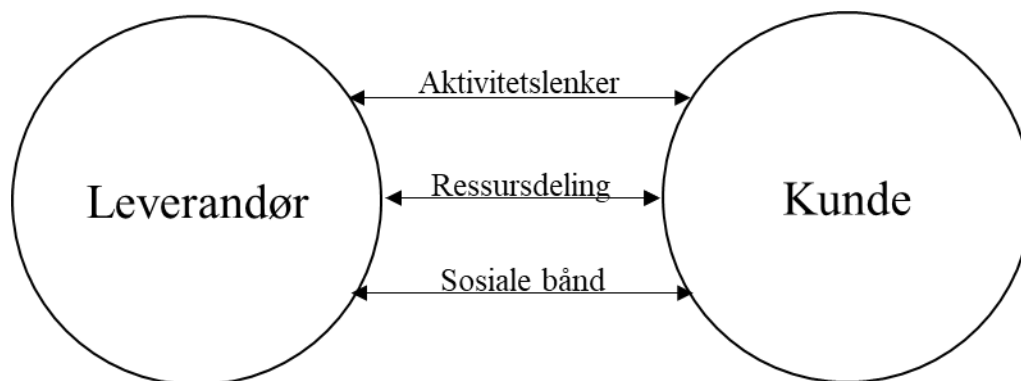 Aktivitetslenker
Leverandør
Ressursdeling
Kunde
Sosiale bånd